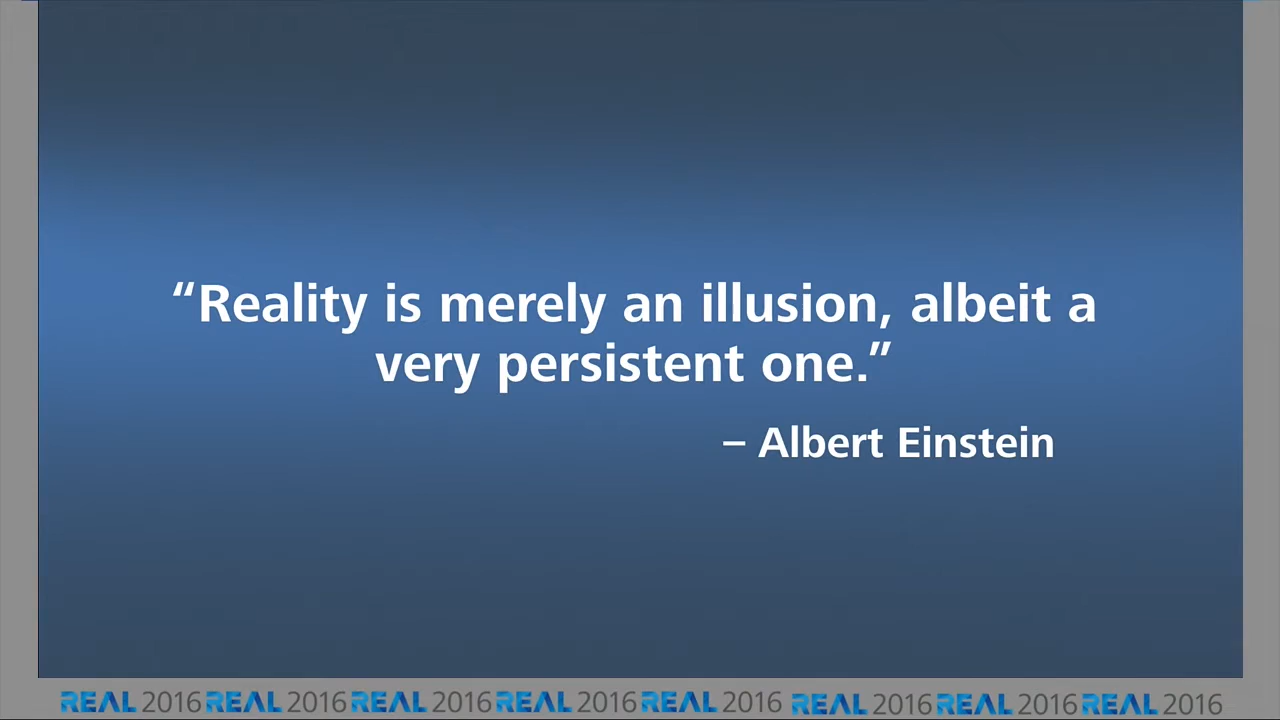 “Reality is merely an illusion, albeit a
very persistent one.”
– Albert Einstein
REAL 2016 REAL 2016 REAL 2016 REAL 2016 REAL 2016 REAL 2016 REAL 2016 REAL 2016